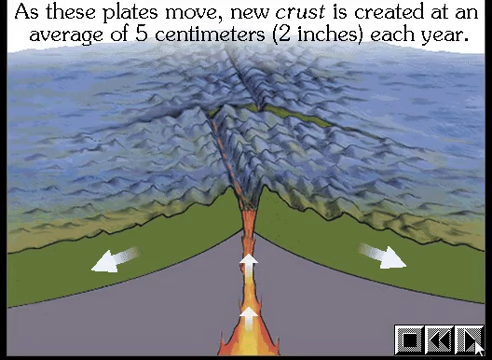 As these plates move, new crust is created at an
average of 5 centimeters (2 inches) each year.